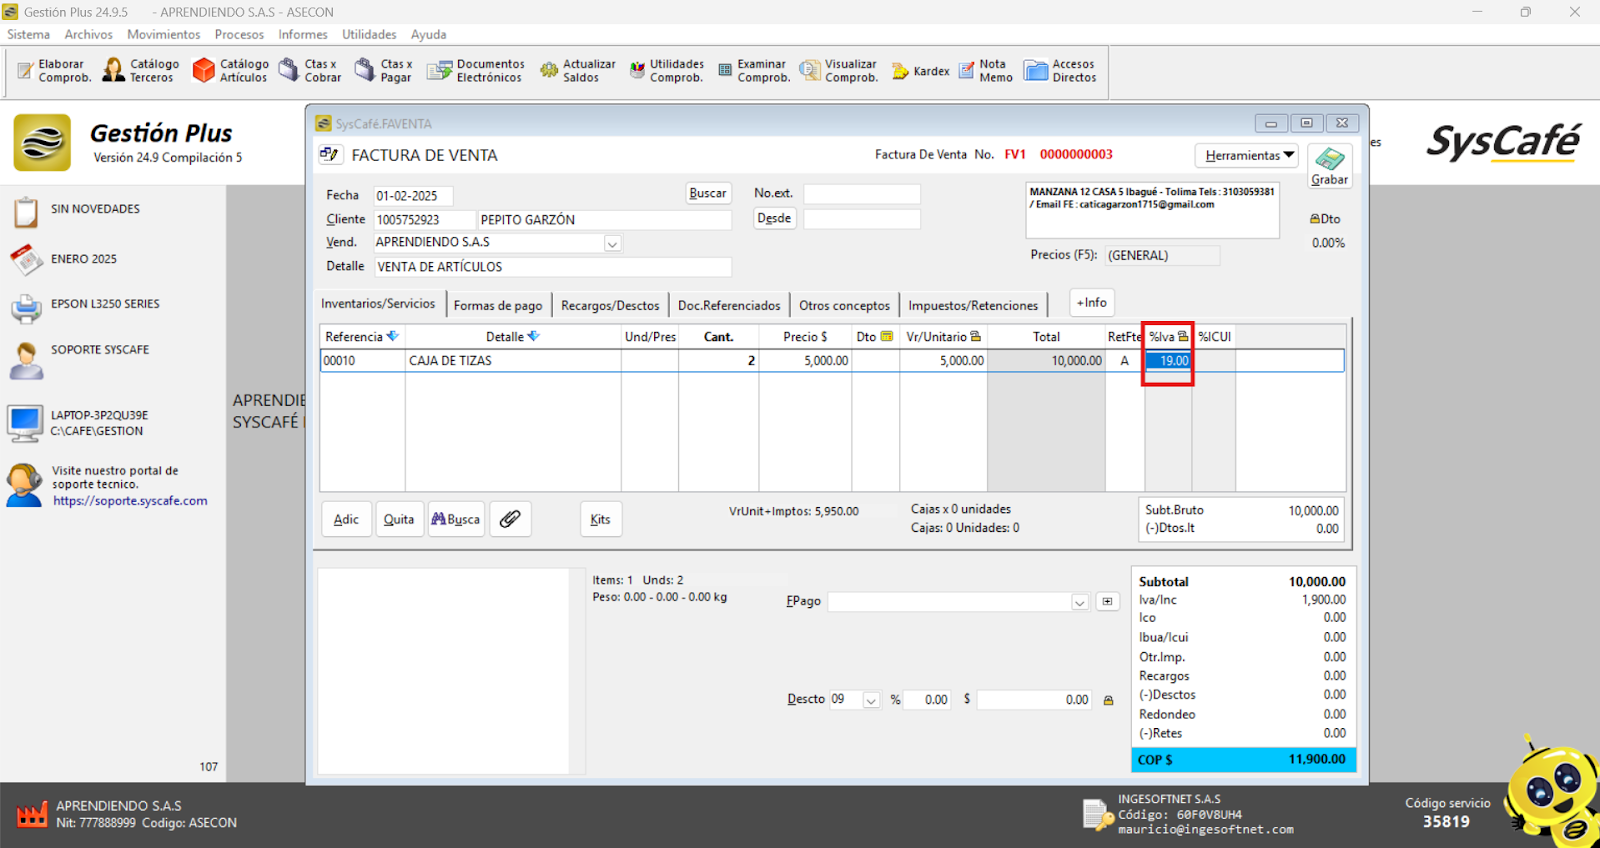 Gestión Plus 24.9.5 - APRENDIENDO S.A.S - ASECON
Sistema Archivos Movimientos Procesos Informes Utilidades Ayuda
Elaborar Comprob.
Catálogo Terceros
Catálogo Artículos
Ctas x Cobrar
Ctas x Pagar
Documentos Electrónicos
Actualizar Saldos
Utilidades Comprob.
Examinar Comprob.
Visualizar Comprob.
Kardex
Nota Memo
Accesos Directos
Gestión Plus
Versión 24.9 Compilación 5
es
SysCafé
SIN NOVEDADES
ENERO 2025
EPSON L3250 SERIES
SOPORTE SYSCAFE
LAPTOP-3P2QU39E
C:\CAFE\GESTION
Visite nuestro portal de
soporte tecnico.
https://soporte.syscafe.com
107
APRENDIE
SYSCAFÉ
SysCafé.FAVENTA
FACTURA DE VENTA
Factura De Venta No. FV1 0000000003
Herramientas
Grabar
Fecha 01-02-2025
Buscar
No.ext.
Cliente 1005752923 PEPITO GARZÓN
Desde
Vend. APRENDIENDO S.A.S
Detalle VENTA DE ARTÍCULOS
MANZANA 12 CASA 5 Ibagué - Tolima Tels : 3103059381
/ Email FE : caticagarzon1715@gmail.com
Precios (F5): (GENERAL)
Dto
0.00%
Inventarios/Servicios Formas de pago Recargos/Desctos Doc.Referenciados Otros conceptos Impuestos/Retenciones +Info
Referencia Detalle Und/Pres Cant. Precio $ Dto Vr/Unitario Total RetFte %Iva %ICUI
00010 CAJA DE TIZAS 2 5,000.00 5,000.00 10,000.00 A 19.00
Adic Quita Busca Kits
VrUnit+Imptos: 5,950.00
Cajas x 0 unidades
Cajas: 0 Unidades: 0
Subt.Bruto 10,000.00
(-)Dtos.It 0.00
Items: 1 Unds: 2
Peso: 0.00 - 0.00 - 0.00 kg
FPago
Descto 09 % 0.00 $ 0.00
Subtotal 10,000.00
Iva/Inc 1,900.00
Ico 0.00
Ibua/Icui 0.00
Otr.Imp. 0.00
Recargos 0.00
(-)Desctos 0.00
Redondeo 0.00
(-)Retes 0.00
COP $ 11,900.00
APRENDIENDO S.A.S
Nit: 777888999 Codigo: ASECON
INGESOFTNET S.A.S
Código: 60F0V8UH4
mauricio@ingesoftnet.com
Código servicio
35819